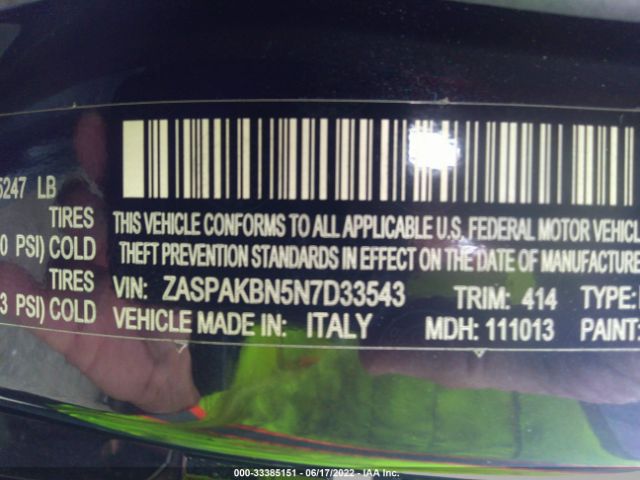 5247 LB
TIRES
0 PSI) COLD
TIRES
3 PSI) COLD
THIS VEHICLE CONFORMS TO ALL APPLICABLE U.S. FEDERAL MOTOR VEHICL
THEFT PREVENTION STANDARDS IN EFFECT ON THE DATE OF MANUFACTURE
VIN: ZASPAKBN5N7D33543 TRIM: 414 TYPE:
VEHICLE MADE IN: ITALY MDH: 111013 PAINT:
000-33385151 - 06/17/2022 - IAA Inc.